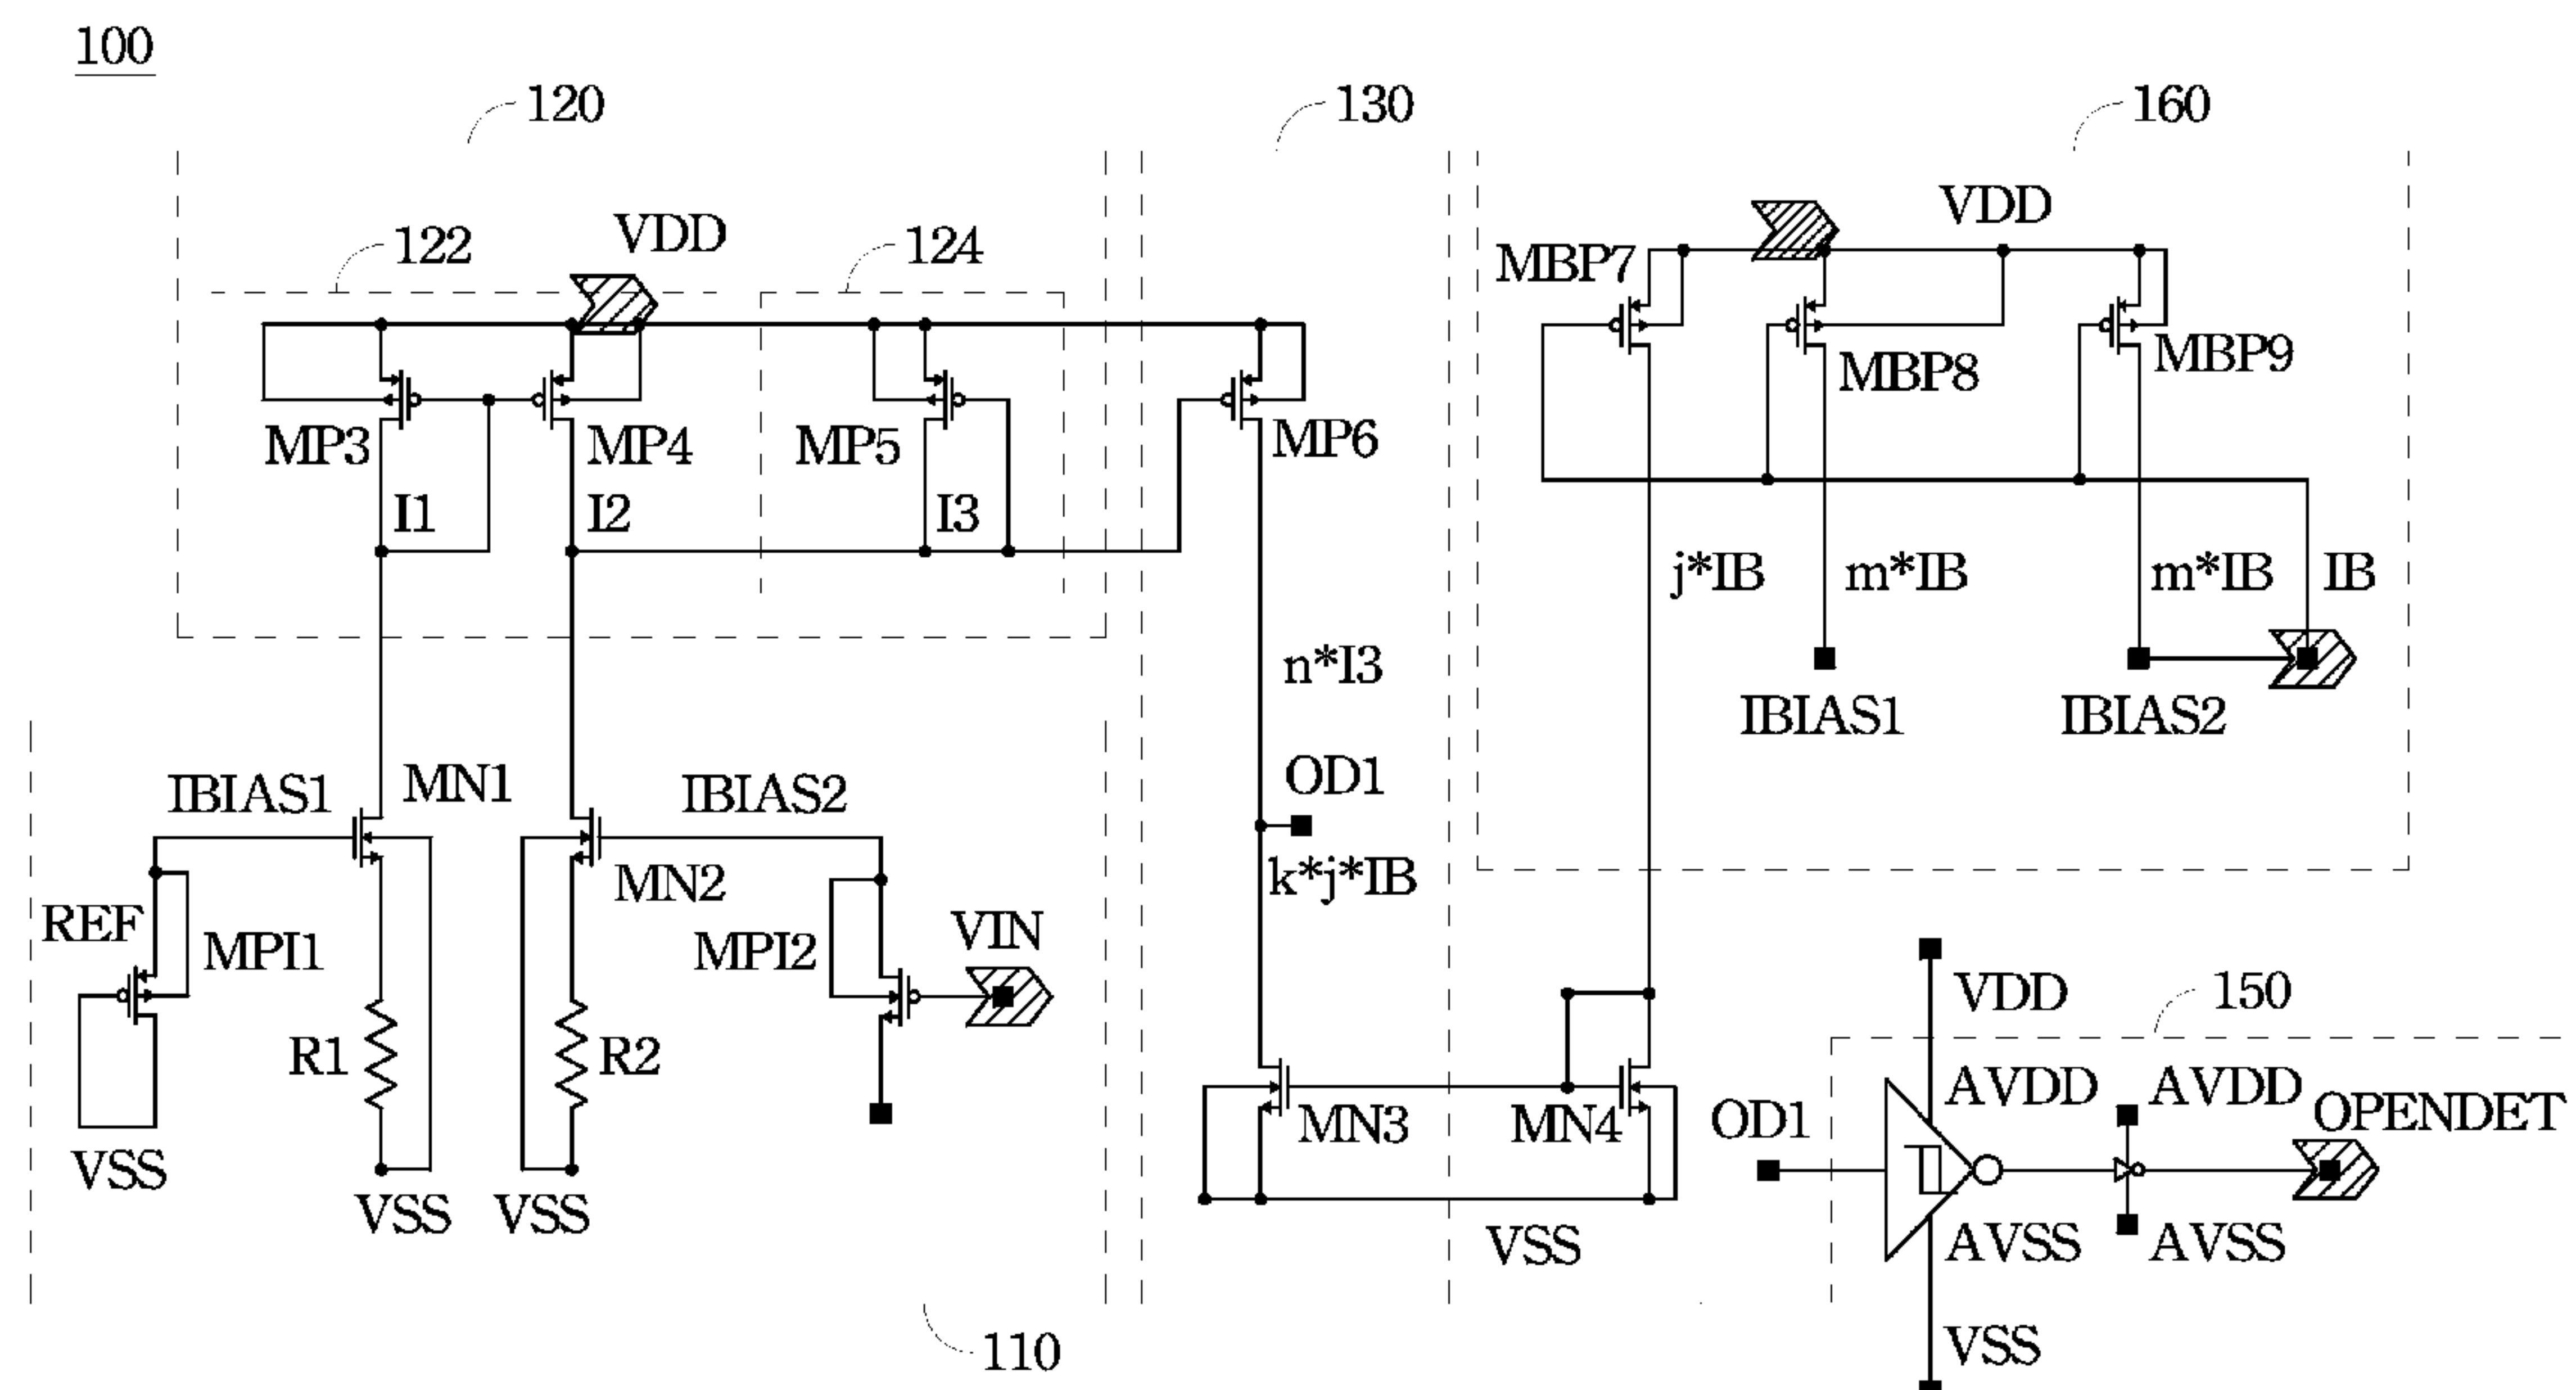 100
120
130
160
122
VDD
124
VDD
MBP7
MBP8
MBP9
MP3
MP4
MP5
MP6
I1
I2
I3
j*IB
m*IB
m*IB
IB
n*I3
IBIAS1
IBIAS2
IBIAS1
MN1
IBIAS2
OD1
MN2
k*j*IB
REF
MPI1
MPI2
VIN
VDD
150
R1
R2
MN3
MN4
OD1
AVDD
AVDD
OPENDET
VSS
VSS
VSS
VSS
AVSS
AVSS
VSS
110